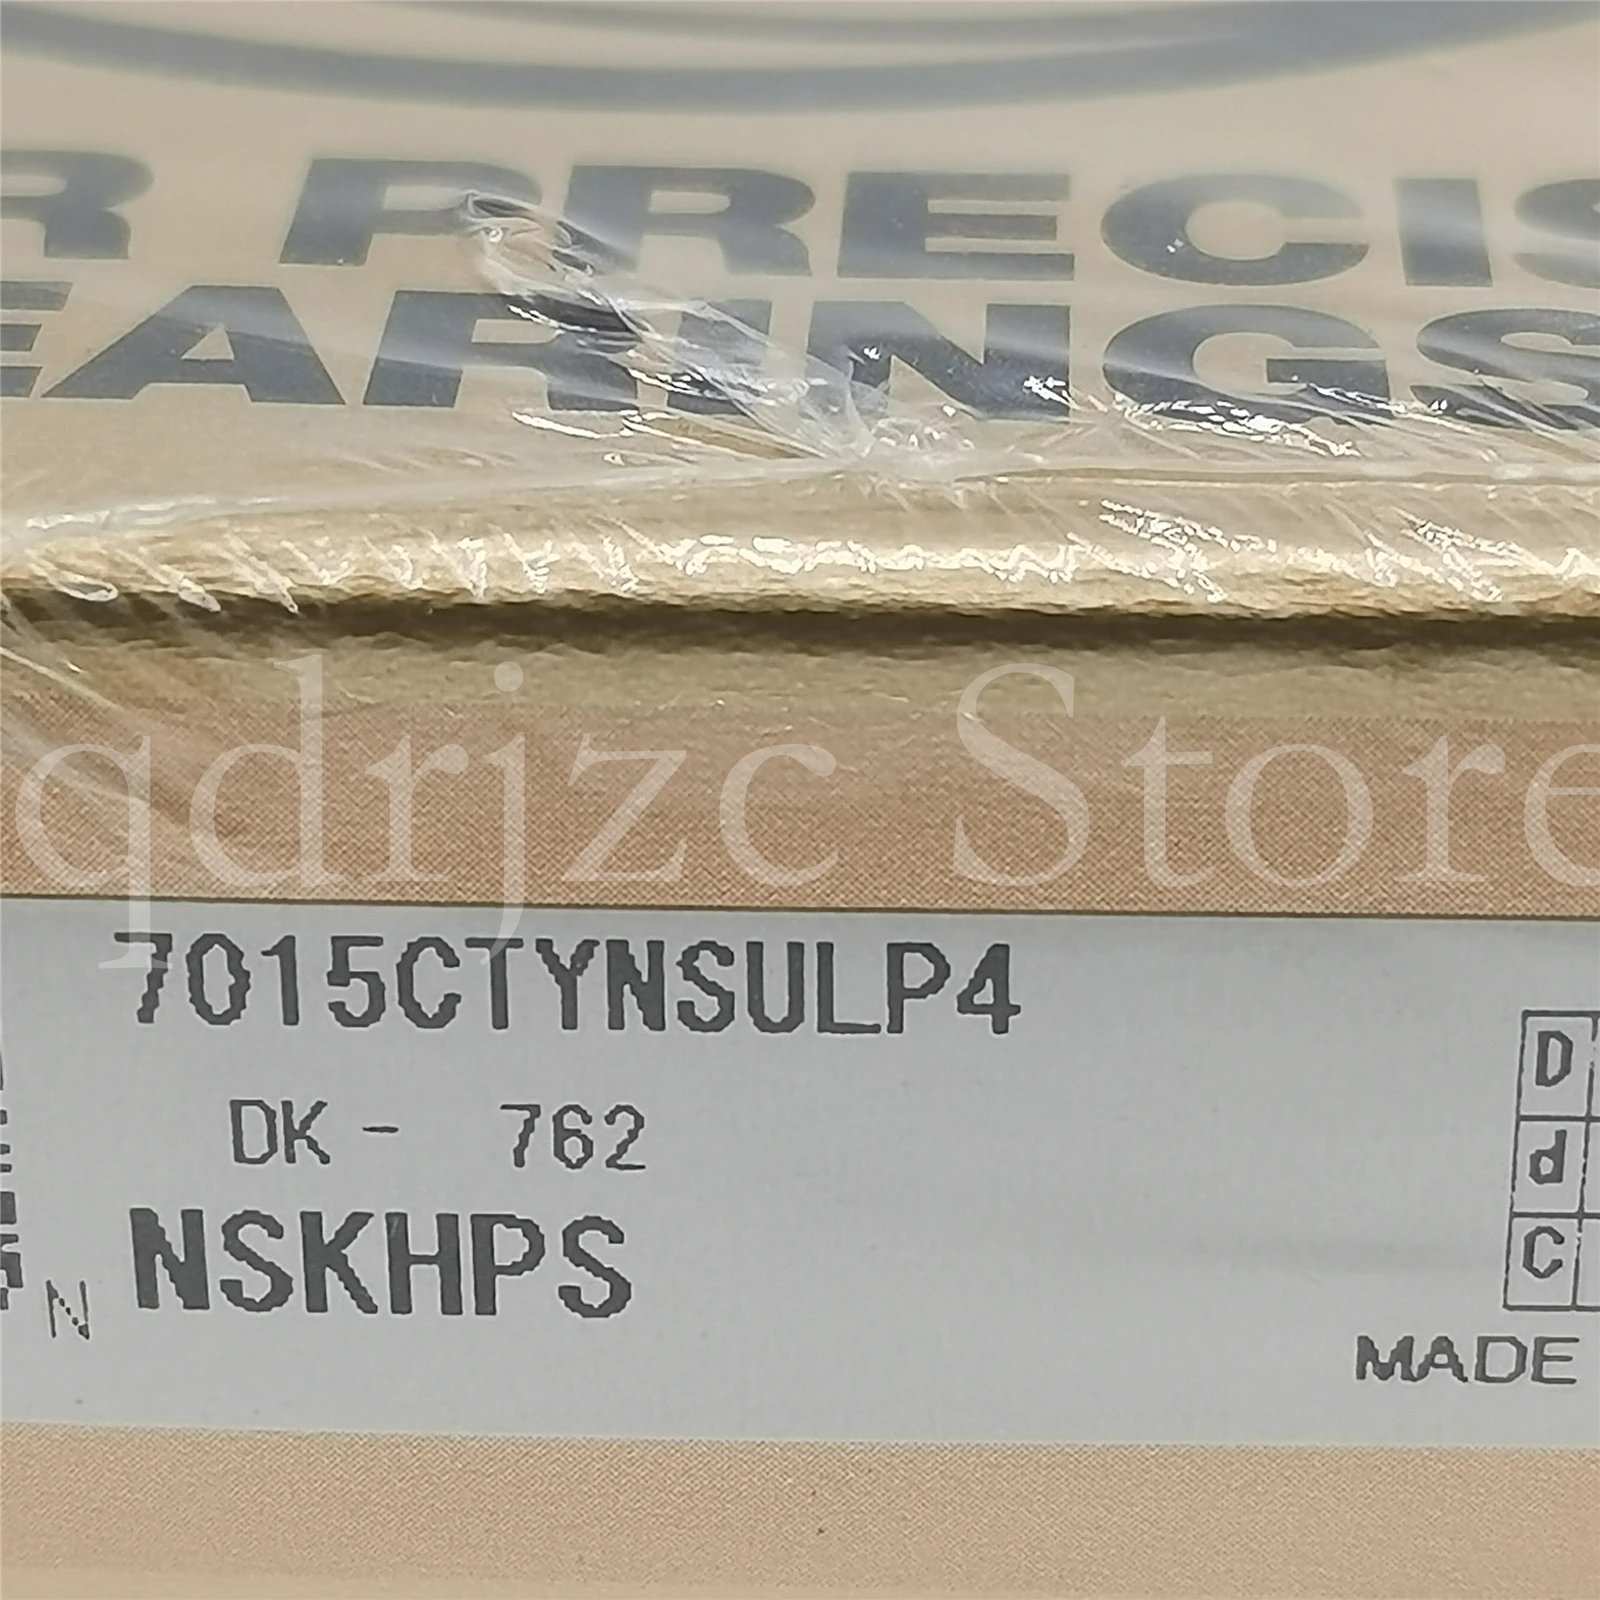 R PRECIS
EARINGS
qdrjzc Store
7015CTYNSULP4
D
DK - 762
d
NSKHPS
C
N
MADE